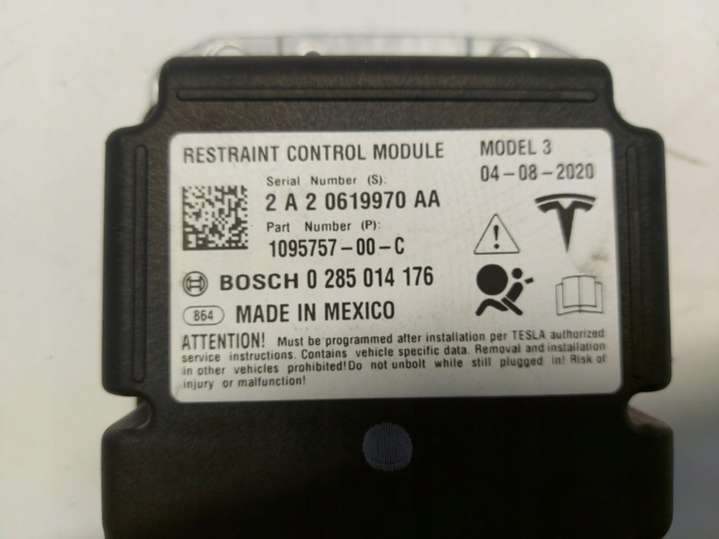 RESTRAINT CONTROL MODULE
MODEL 3
04-08-2020
Serial Number (S):
2 A 2 0619970 AA
Part Number (P):
1095757-00-C
BOSCH 0 285 014 176
864 MADE IN MEXICO
ATTENTION! Must be programmed after installation per TESLA authorized
service instructions. Contains vehicle specific data. Removal and installation
in other vehicles prohibited! Do not unbolt while still plugged in! Risk of
injury or malfunction!